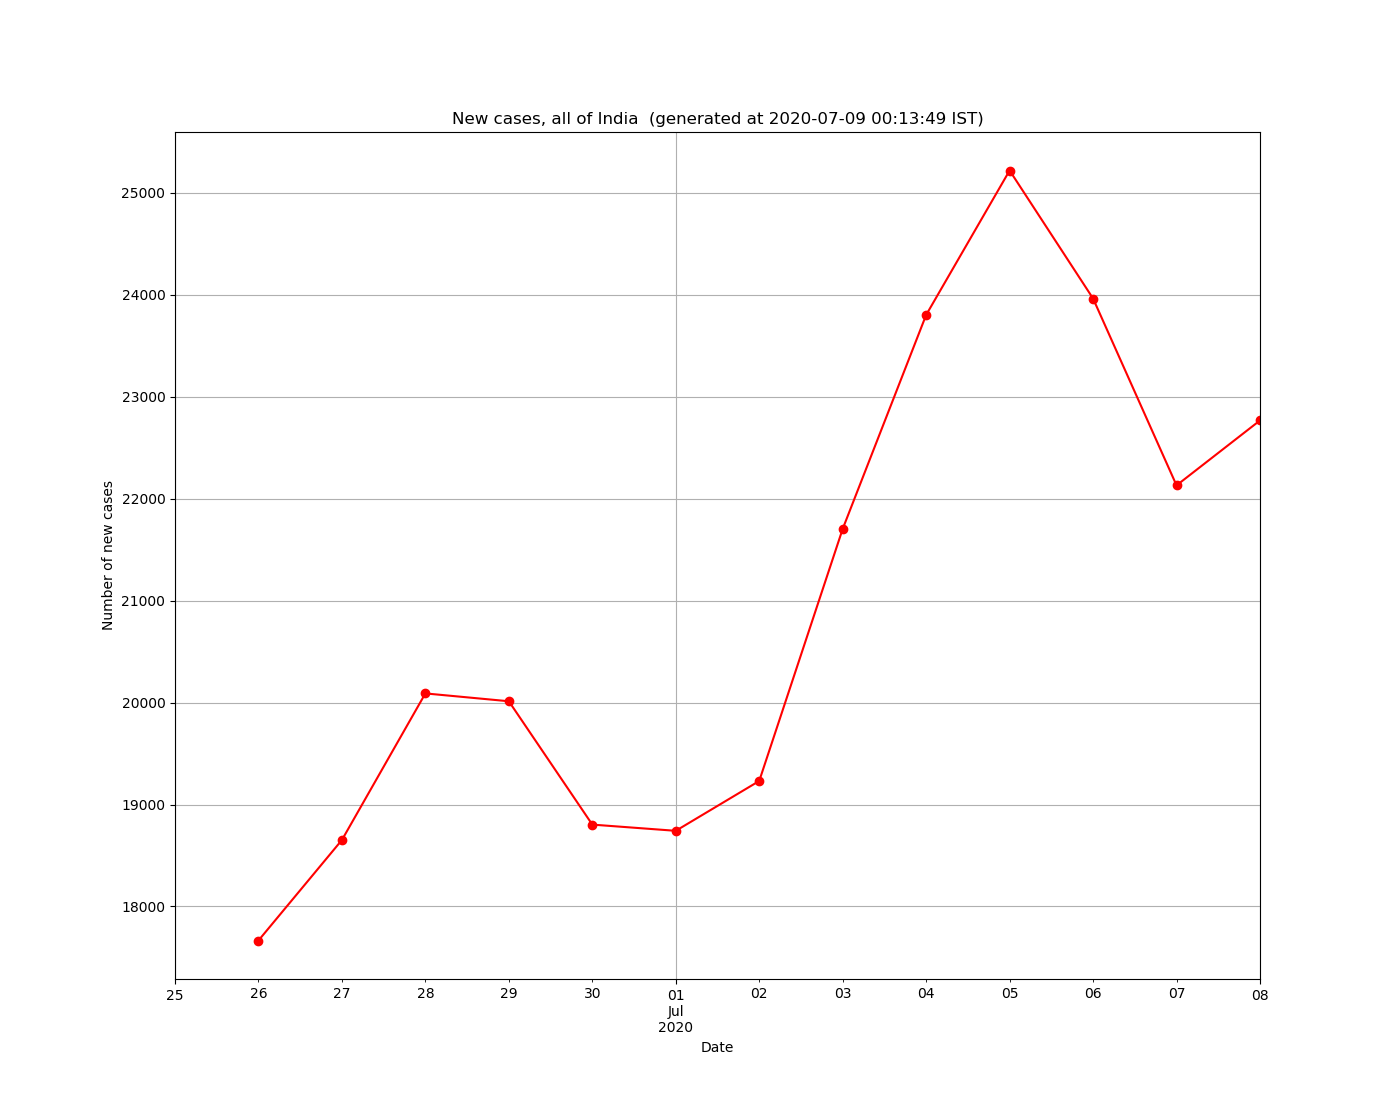 New cases, all of India  (generated at 2020-07-09 00:13:49 IST)
25000
24000
23000
22000
21000
20000
19000
18000
Number of new cases
25 26 27 28 29 30 01 02 03 04 05 06 07 08
Jul
2020
Date